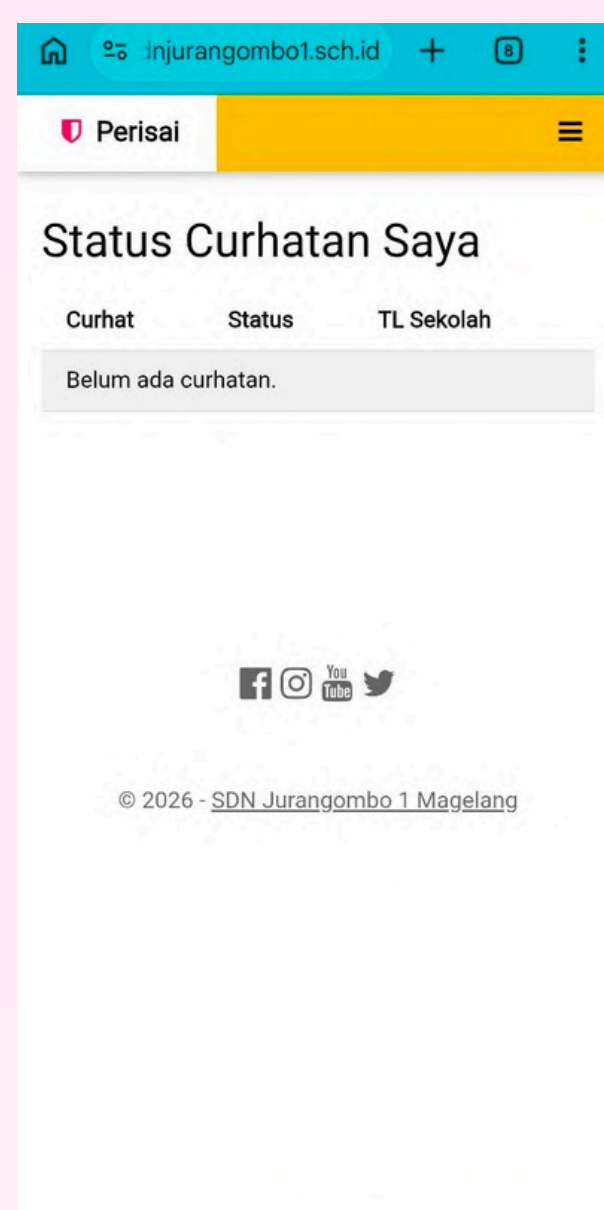 dnjurangombo1.sch.id
8
Perisai
Status Curhatan Saya
Curhat Status TL Sekolah
Belum ada curhatan.
You
Tube
© 2026 - SDN Jurangombo 1 Magelang